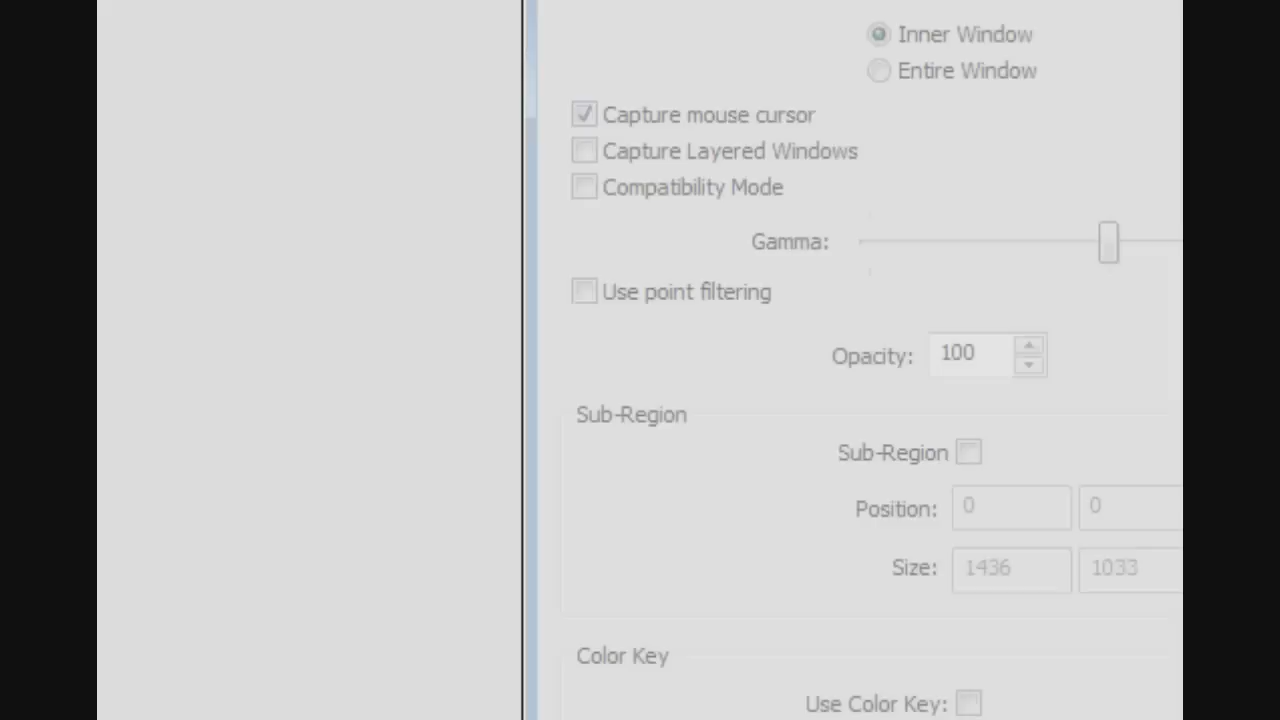 Inner Window
Entire Window
Capture mouse cursor
Capture Layered Windows
Compatibility Mode
Gamma:
Use point filtering
Opacity: 100
Sub-Region
Sub-Region
Position: 0 0
Size: 1436 1033
Color Key
Use Color Key: